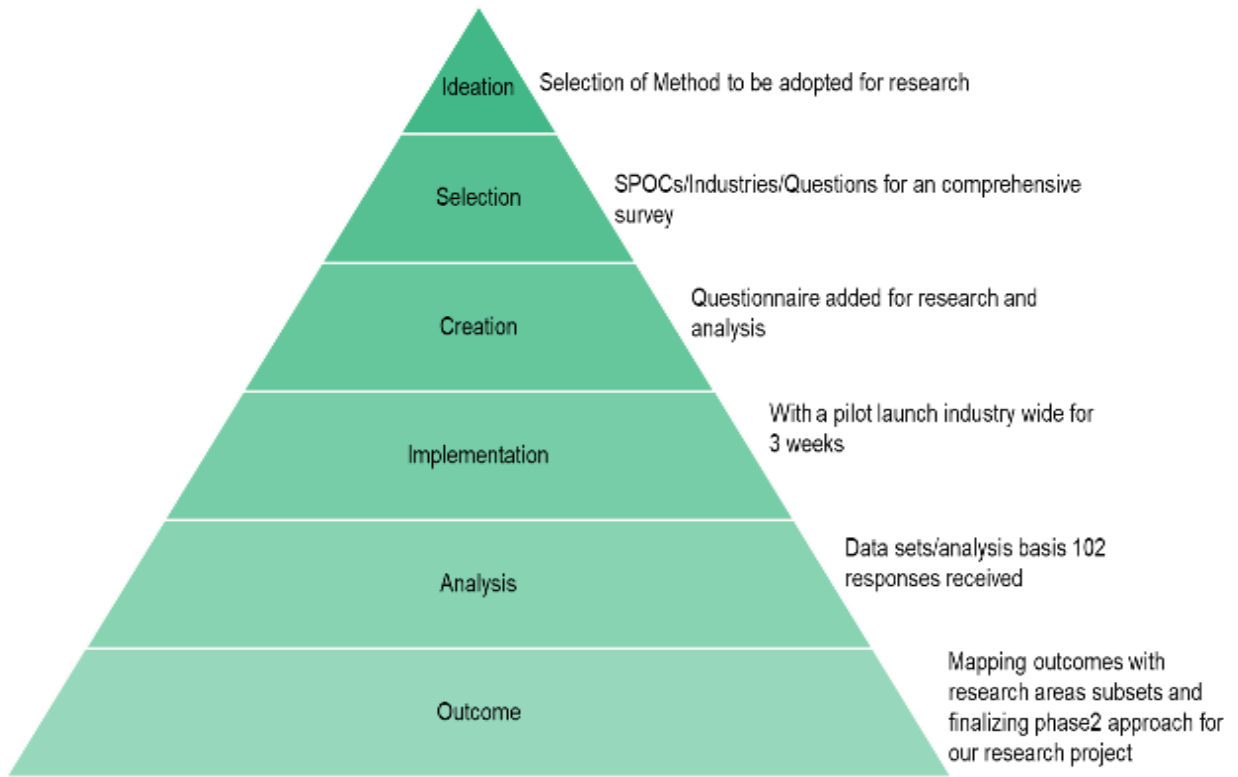 Ideation
Selection of Method to be adopted for research
Selection
SPOCs/Industries/Questions for an comprehensive
survey
Creation
Questionnaire added for research and
analysis
Implementation
With a pilot launch industry wide for
3 weeks
Analysis
Data sets/analysis basis 102
responses received
Outcome
Mapping outcomes with
research areas subsets and
finalizing phase2 approach for
our research project